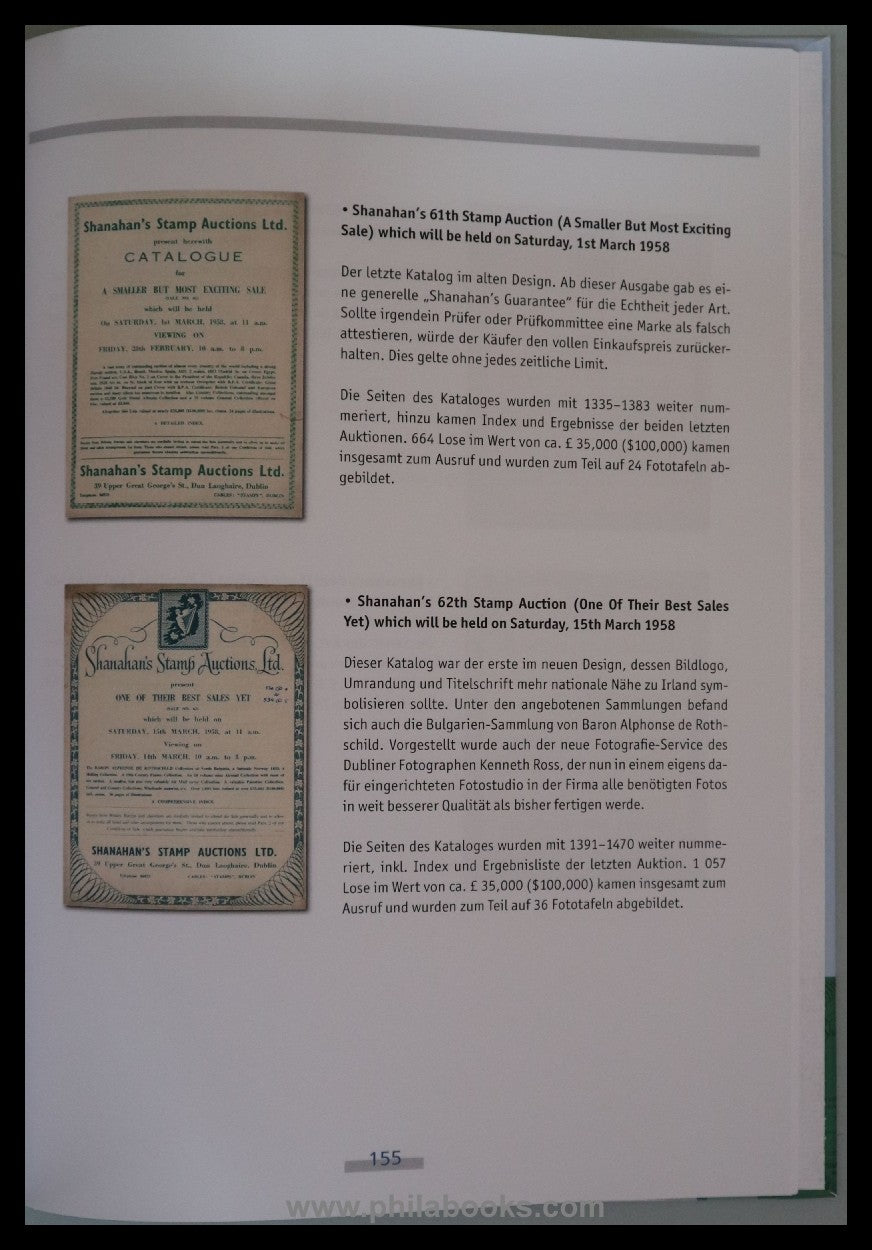 Shanahan's Stamp Auctions Ltd.
present herewith
CATALOGUE
for
A SMALLER BUT MOST EXCITING SALE
which will be held
On SATURDAY, 1st MARCH, 1958, at 11 a.m.
VIEWING ON
FRIDAY, 28th FEBRUARY, 10 a.m. to 8 p.m.
A DETAILED INDEX.
Shanahan's Stamp Auctions Ltd.
39 Upper Great George's St., Dun Laoghaire, Dublin
CABLES: "STAMPS", DUBLIN
• Shanahan's 61th Stamp Auction (A Smaller But Most Exciting
Sale) which will be held on Saturday, 1st March 1958
Der letzte Katalog im alten Design. Ab dieser Ausgabe gab es ei-
ne generelle „Shanahan's Guarantee" für die Echtheit jeder Art.
Sollte irgendein Prüfer oder Prüfkommittee eine Marke als falsch
attestieren, würde der Käufer den vollen Einkaufspreis zurücker-
halten. Dies gelte ohne jedes zeitliche Limit.
Die Seiten des Kataloges wurden mit 1335–1383 weiter num-
meriert, hinzu kamen Index und Ergebnisse der beiden letzten
Auktionen. 664 Lose im Wert von ca. £ 35,000 ($100,000) kamen
insgesamt zum Ausruf und wurden zum Teil auf 24 Fototafeln ab-
gebildet.
Shanahan's Stamp Auctions, Ltd.
present
ONE OF THEIR BEST SALES YET
which will be held on
SATURDAY, 15th MARCH, 1958, at 11 a.m.
Viewing on
FRIDAY, 14th MARCH, 10 a.m. to 8 p.m.
A COMPREHENSIVE INDEX
SHANAHAN'S STAMP AUCTIONS LTD.
39 Upper Great George's St., Dun Laoghaire, Dublin
CABLES: "STAMPS", DUBLIN
• Shanahan's 62th Stamp Auction (One Of Their Best Sales
Yet) which will be held on Saturday, 15th March 1958
Dieser Katalog war der erste im neuen Design, dessen Bildlogo,
Umrandung und Titelschrift mehr nationale Nähe zu Irland sym-
bolisieren sollte. Unter den angebotenen Sammlungen befand
sich auch die Bulgarien-Sammlung von Baron Alphonse de Roth-
schild. Vorgestellt wurde auch der neue Fotografie-Service des
Dubliner Fotographen Kenneth Ross, der nun in einem eigens da-
für eingerichteten Fotostudio in der Firma alle benötigten Fotos
in weit besserer Qualität als bisher fertigen werde.
Die Seiten des Kataloges wurden mit 1391–1470 weiter numme-
riert, inkl. Index und Ergebnisliste der letzten Auktion. 1 057
Lose im Wert von ca. £ 35,000 ($100,000) kamen insgesamt zum
Ausruf und wurden zum Teil auf 36 Fototafeln abgebildet.
155
www.philabooks.com